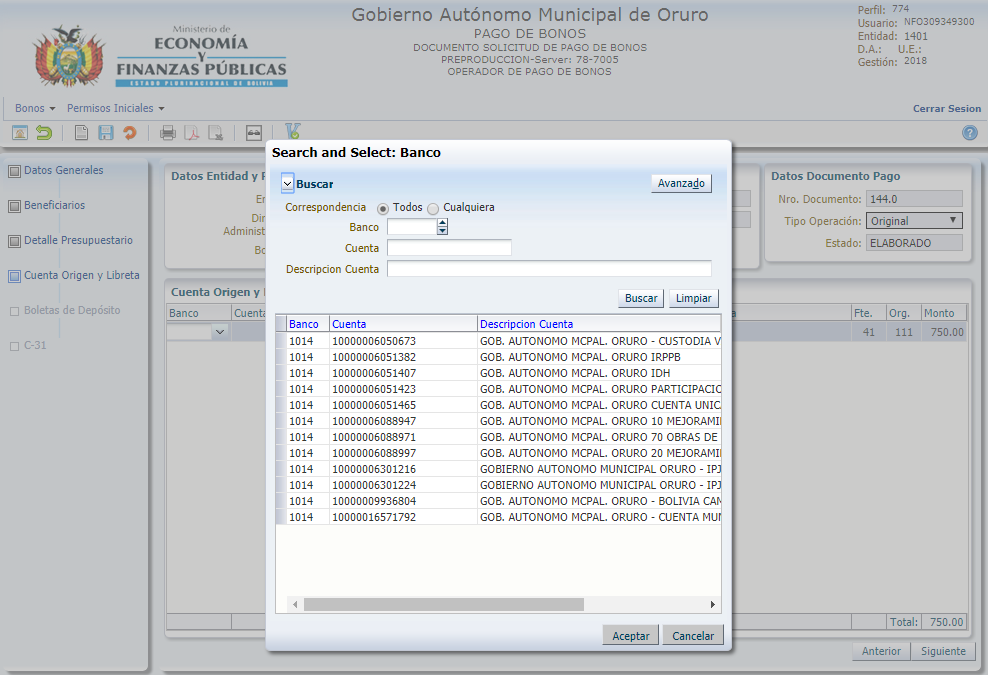 Ministerio de
ECONOMÍA
Y
FINANZAS PÚBLICAS
ESTADO PLURINACIONAL DE BOLIVIA
Gobierno Autónomo Municipal de Oruro
PAGO DE BONOS
DOCUMENTO SOLICITUD DE PAGO DE BONOS
PREPRODUCCION-Server: 78-7005
OPERADOR DE PAGO DE BONOS
Perfil: 774
Usuario: NFO309349300
Entidad: 1401
D.A.: U.E.:
Gestión: 2018
Bonos Permisos Iniciales
Cerrar Sesion
Datos Generales
Beneficiarios
Detalle Presupuestario
Cuenta Origen y Libreta
Boletas de Depósito
C-31
Datos Entidad y
Admini
Datos Documento Pago
Nro. Documento: 144.0
Tipo Operación: Original
Estado: ELABORADO
Cuenta Origen y
Banco Cuenta Fte. Org. Monto
41 111 750.00
Total: 750.00
Anterior Siguiente
Search and Select: Banco
Buscar
Avanzado
Correspondencia Todos Cualquiera
Banco
Cuenta
Descripcion Cuenta
Buscar Limpiar
Banco Cuenta Descripcion Cuenta
1014 10000006050673 GOB. AUTONOMO MCPAL. ORURO - CUSTODIA V
1014 10000006051382 GOB. AUTONOMO MCPAL. ORURO IRPPB
1014 10000006051407 GOB. AUTONOMO MCPAL. ORURO IDH
1014 10000006051423 GOB. AUTONOMO MCPAL. ORURO PARTICIPACIO
1014 10000006051465 GOB. AUTONOMO MCPAL. ORURO CUENTA UNIC
1014 10000006088947 GOB. AUTONOMO MCPAL. ORURO 10 MEJORAMI
1014 10000006088971 GOB. AUTONOMO MCPAL. ORURO 70 OBRAS DE
1014 10000006088997 GOB. AUTONOMO MCPAL. ORURO 20 MEJORAMI
1014 10000006301216 GOBIERNO AUTONOMO MUNICIPAL ORURO - IPJ
1014 10000006301224 GOBIERNO AUTONOMO MUNICIPAL ORURO - IPJ
1014 10000009936804 GOB. AUTONOMO MCPAL. ORURO - BOLIVIA CAM
1014 10000016571792 GOB. AUTONOMO MCPAL. ORURO - CUENTA MUN
Aceptar Cancelar